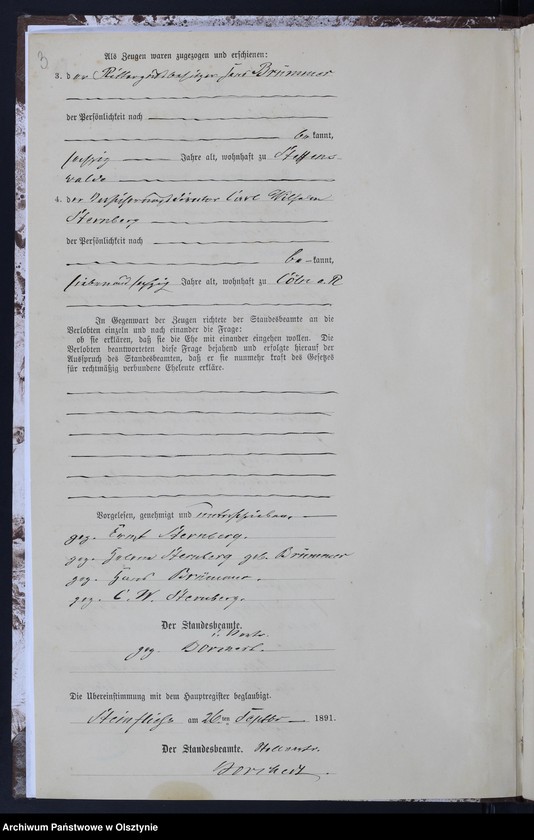 3
Als Zeugen waren zugezogen und erschienen:
3. der Rittergutsbesitzer Hans Brümmer
der Persönlichkeit nach
bekannt,
sechzig Jahre alt, wohnhaft zu Steffens-
walde
4. der Carl Wilhelm
Sternberg
der Persönlichkeit nach
be-kannt,
siebenundsechzig Jahre alt, wohnhaft zu Cöln a. R.
In Gegenwart der Zeugen richtete der Standesbeamte an die
Verlobten einzeln und nach einander die Frage:
ob sie erklären, daß sie die Ehe mit einander eingehen wollen. Die
Verlobten beantworteten diese Frage bejahend und erfolgte hierauf der
Ausspruch des Standesbeamten, daß er sie nunmehr kraft des Gesetzes
für rechtmäßig verbundene Eheleute erkläre.
Vorgelesen, genehmigt und unterschrieben.
gez. Ernst Sternberg.
gez. Helene Sternberg geb. Brümmer
gez. Hans Brümmer.
gez. C. W. Sternberg.
Der Standesbeamte.
gez.
Die Übereinstimmung mit dem Hauptregister beglaubigt.
am 26ten Septbr 1891.
Der Standesbeamte.
Archiwum Państwowe w Olsztynie